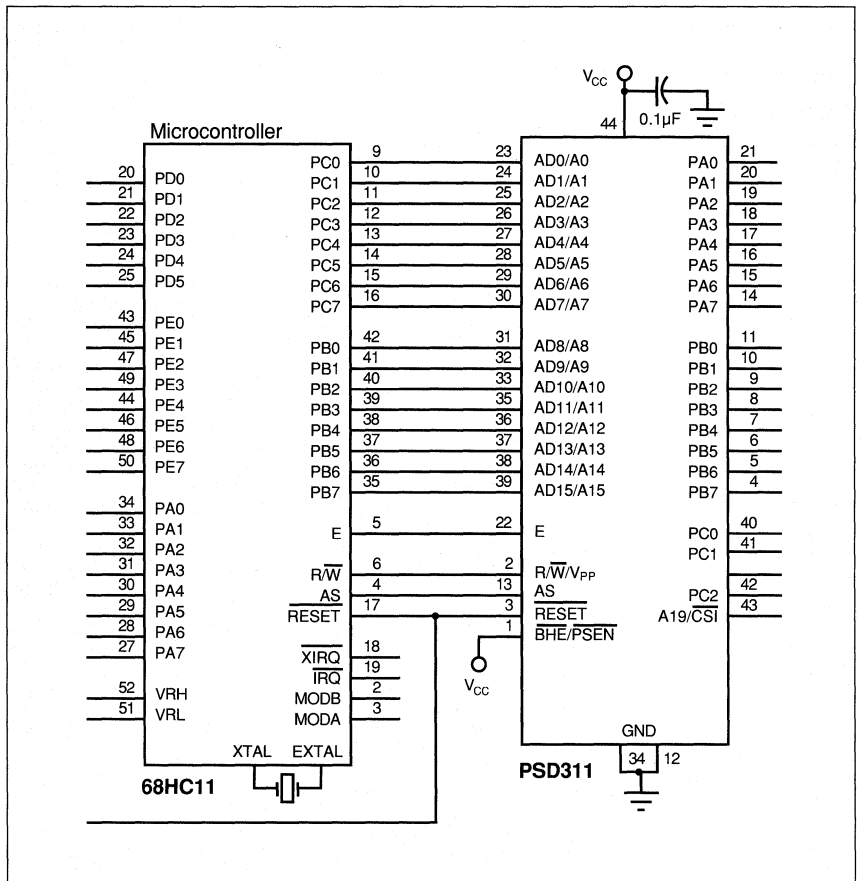 VCC
0.1µF
44
Microcontroller
20 PD0
21 PD1
22 PD2
23 PD3
24 PD4
25 PD5
43 PE0
45 PE1
47 PE2
49 PE3
44 PE4
46 PE5
48 PE6
50 PE7
34 PA0
33 PA1
32 PA2
31 PA3
30 PA4
29 PA5
28 PA6
27 PA7
52 VRH
51 VRL
PC0 9
PC1 10
PC2 11
PC3 12
PC4 13
PC5 14
PC6 15
PC7 16
PB0 42
PB1 41
PB2 40
PB3 39
PB4 38
PB5 37
PB6 36
PB7 35
E 5
R/W̅ 6
AS 4
R̅E̅S̅E̅T̅ 17
X̅I̅R̅Q̅ 18
I̅R̅Q̅ 19
MODB 2
MODA 3
XTAL EXTAL
68HC11
23 AD0/A0
24 AD1/A1
25 AD2/A2
26 AD3/A3
27 AD4/A4
28 AD5/A5
29 AD6/A6
30 AD7/A7
31 AD8/A8
32 AD9/A9
33 AD10/A10
35 AD11/A11
36 AD12/A12
37 AD13/A13
38 AD14/A14
39 AD15/A15
22 E
2 R/W̅/VPP
13 AS
3 R̅E̅S̅E̅T̅
1 B̅H̅E̅/P̅S̅E̅N̅
VCC
PA0 21
PA1 20
PA2 19
PA3 18
PA4 17
PA5 16
PA6 15
PA7 14
PB0 11
PB1 10
PB2 9
PB3 8
PB4 7
PB5 6
PB6 5
PB7 4
PC0 40
PC1 41
PC2 42
A19/C̅S̅I̅ 43
GND
34 12
PSD311